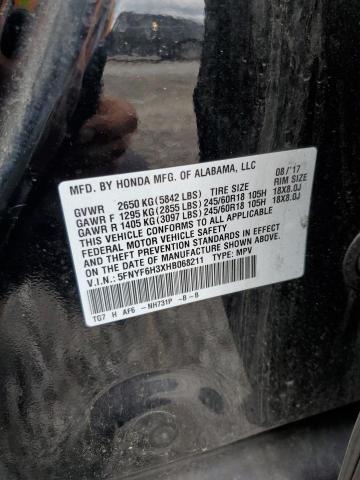 MFD. BY HONDA MFG. OF ALABAMA, LLC 08/'17
GVWR 2650 KG (5842 LBS) TIRE SIZE RIM SIZE
GAWR F 1295 KG (2855 LBS) 245/60R18 105H 18X8.0J
GAWR R 1405 KG (3097 LBS) 245/60R18 105H 18X8.0J
THIS VEHICLE CONFORMS TO ALL APPLICABLE
FEDERAL MOTOR VEHICLE SAFETY
AND THEFT PREVENTION STANDARDS IN EFFECT
ON THE DATE OF MANUFACTURE SHOWN ABOVE.
V.I.N.: 5FNYF6H3XHB068211 TYPE: MPV
TG7 H AF6 -NH731P -B-B